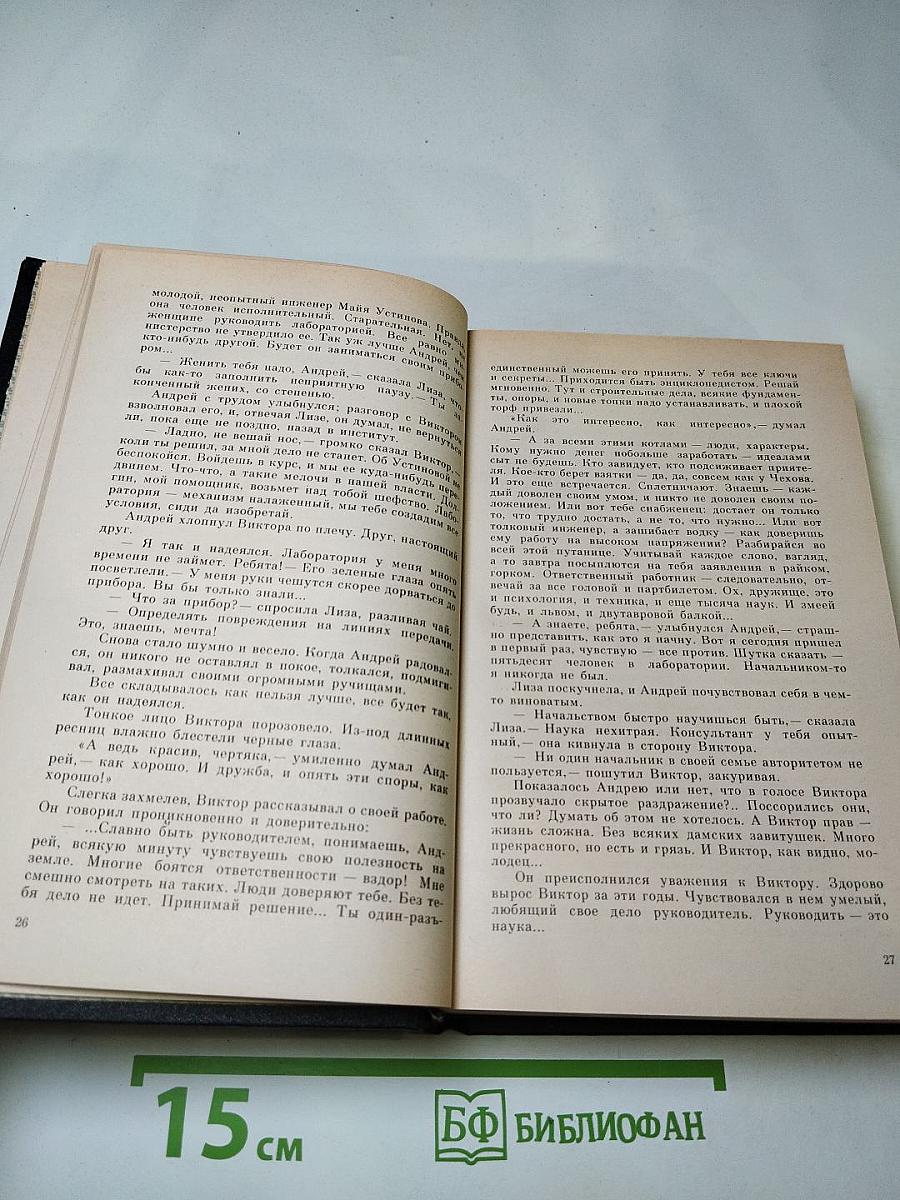 молодой, неопытный инженер Майя Устинова. Правда,
она человек исполнительный. Старательная. Нет,
женщине руководить лабораторией. Все равно ми-
нистерство не утвердило ее. Так уж лучше Андрей, чем
кто-нибудь другой. Будет он заниматься своим прибо-
ром...
— Женить тебя надо, Андрей,— сказала Лиза, что-
бы как-то заполнить неприятную паузу.— Ты за-
конченный жених, со степенью.
Андрей с трудом улыбнулся; разговор с Виктором
взволновал его, и, отвечая Лизе, он думал, не вернуться
ли, пока еще не поздно, назад в институт.
— Ладно, не вешай нос,— громко сказал Виктор,—
коли ты решил, за мной дело не станет. Об Устиновой не
беспокойся. Войдешь в курс, и мы ее куда-нибудь пере-
двинем. Что-что, а такие мелочи в нашей власти. Дол-
гин, мой помощник, возьмет над тобой шефство. Лабо-
ратория — механизм налаженный, мы тебе создадим все
условия, сиди да изобретай.
Андрей хлопнул Виктора по плечу. Друг, настоящий
друг.
— Я так и надеялся. Лаборатория у меня много
времени не займет. Ребята!— Его зеленые глаза опять
посветлели.— У меня руки чешутся скорее дорваться до
прибора. Вы бы только знали...
— Что за прибор?— спросила Лиза, разливая чай.
— Определять повреждения на линиях передачи.
Это, знаешь, мечта!
Снова стало шумно и весело. Когда Андрей радовал-
ся, он никого не оставлял в покое, толкался, подмиги-
вал, размахивал своими огромными ручищами.
Все складывалось как нельзя лучше, все будет так,
как он надеялся.
Тонкое лицо Виктора порозовело. Из-под длинных
ресниц влажно блестели черные глаза.
«А ведь красив, чертяка,— умиленно думал Анд-
рей,— как хорошо. И дружба, и опять эти споры, как
хорошо!»
Слегка захмелев, Виктор рассказывал о своей работе.
Он говорил проникновенно и доверительно:
— ...Славно быть руководителем, понимаешь, Анд-
рей, всякую минуту чувствуешь свою полезность на
земле. Многие боятся ответственности — вздор! Мне
смешно смотреть на таких. Люди доверяют тебе. Без те-
бя дело не идет. Принимай решение... Ты один-разъ-
26
единственный можешь его принять. У тебя все ключи
и секреты... Приходится быть энциклопедистом. Решай
мгновенно. Тут и строительные дела, всякие фундамен-
ты, опоры, и новые топки надо устанавливать, и плохой
торф привезли...
«Как это интересно, как интересно»,— думал
Андрей.
— А за всеми этими котлами — люди, характеры.
Кому нужно денег побольше заработать — идеалами
сыт не будешь. Кто завидует, кто подсиживает прияте-
ля. Кое-кто берет взятки — да, да, совсем как у Чехова.
И это еще встречается. Сплетничают. Знаешь — каж-
дый доволен своим умом, и никто не доволен своим по-
ложением. Или вот тебе снабженец: достает он только
то, что трудно достать, а не то, что нужно... Или вот
толковый инженер, а зашибает водку — как доверишь
ему работу на высоком напряжении? Разбирайся во
всей этой путанице. Учитывай каждое слово, взгляд,
а то завтра посыплются на тебя заявления в райком,
горком. Ответственный работник — следовательно, от-
вечай за все головой и партбилетом. Ох, дружище, это
и психология, и техника, и еще тысяча наук. И змеей
будь, и львом, и двутавровой балкой...
— А знаете, ребята,— улыбнулся Андрей,— страш-
но представить, как это я начну. Вот я сегодня пришел
в первый раз, чувствую — все против. Шутка сказать —
пятьдесят человек в лаборатории. Начальником-то
я никогда не был.
Лиза поскучнела, и Андрей почувствовал себя в чем-
то виноватым.
— Начальством быстро научишься быть,— сказала
Лиза.— Наука нехитрая. Консультант у тебя опыт-
ный,— она кивнула в сторону Виктора.
— Ни один начальник в своей семье авторитетом не
пользуется,— пошутил Виктор, закуривая.
Показалось Андрею или нет, что в голосе Виктора
прозвучало скрытое раздражение?.. Поссорились они,
что ли? Думать об этом не хотелось. А Виктор прав —
жизнь сложна. Без всяких дамских завитушек. Много
прекрасного, но есть и грязь. И Виктор, как видно, мо-
лодец...
Он преисполнился уважения к Виктору. Здорово
вырос Виктор за эти годы. Чувствовался в нем умелый,
любящий свое дело руководитель. Руководить — это
наука...
27
15 см
БФ БИБЛИОФАН